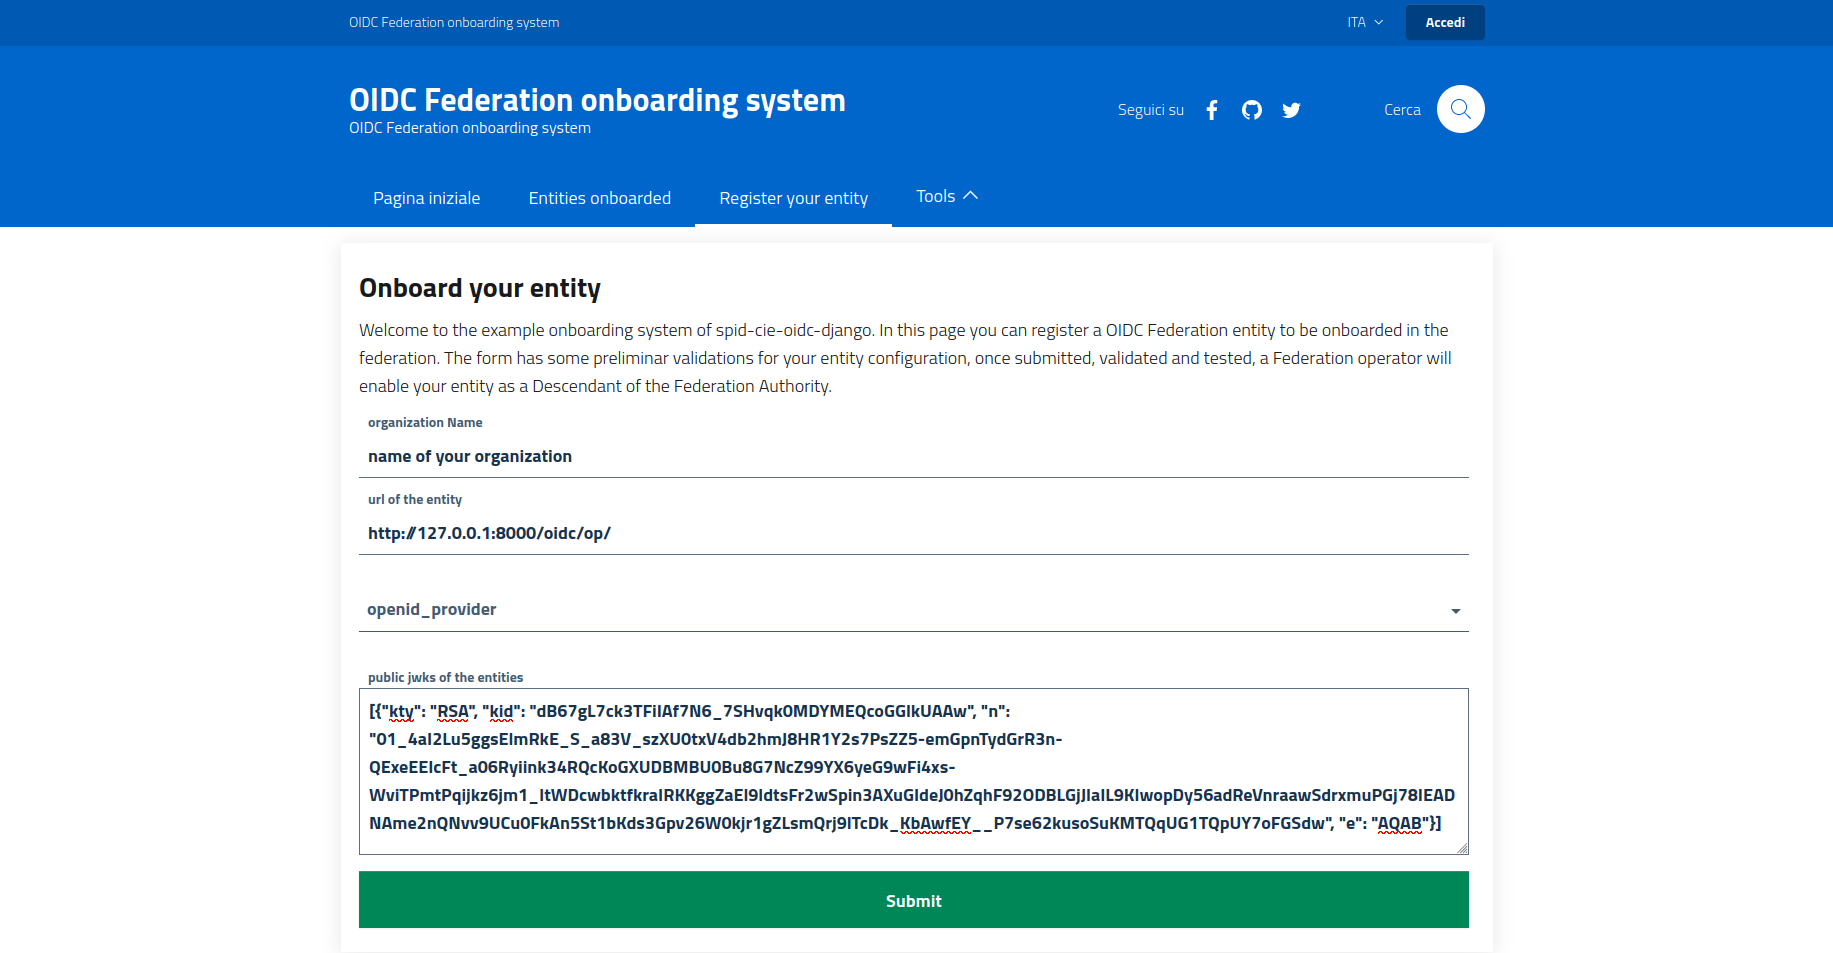 OIDC Federation onboarding system
ITA
Accedi
OIDC Federation onboarding system
OIDC Federation onboarding system
Seguici su
Cerca
Pagina iniziale
Entities onboarded
Register your entity
Tools
Onboard your entity
Welcome to the example onboarding system of spid-cie-oidc-django. In this page you can register a OIDC Federation entity to be onboarded in the
federation. The form has some preliminar validations for your entity configuration, once submitted, validated and tested, a Federation operator will
enable your entity as a Descendant of the Federation Authority.
organization Name
name of your organization
url of the entity
http://127.0.0.1:8000/oidc/op/
openid_provider
public jwks of the entities
[{"kty": "RSA", "kid": "dB67gL7ck3TFiIAf7N6_7SHvqk0MDYMEQcoGGlkUAAw", "n":
"01_4aI2Lu5ggsElmRkE_S_a83V_szXU0txV4db2hmJ8HR1Y2s7PsZZ5-emGpnTydGrR3n-
QExeEEIcFt_a06Ryiink34RQcKoGXUDBMBU0Bu8G7NcZ99YX6yeG9wFi4xs-
WviTPmtPqijkz6jm1_ltWDcwbktfkraIRKKggZaEl9ldtsFr2wSpin3AXuGIdeJ0hZqhF92ODBLGjJlaIL9KlwopDy56adReVnraawSdrxmuPGj78IEAD
NAme2nQNvv9UCu0FkAn5St1bKds3Gpv26W0kjr1gZLsmQrj9lTcDk_KbAwfEY__P7se62kusoSuKMTQqUG1TQpUY7oFGSdw", "e": "AQAB"}]
Submit